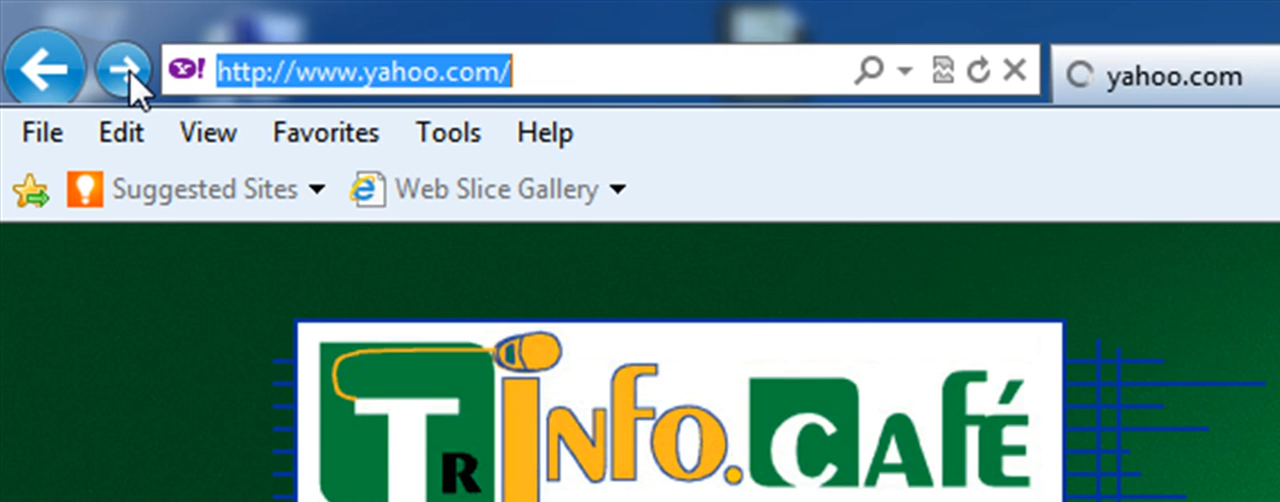 Y! http://www.yahoo.com/
yahoo.com
File Edit View Favorites Tools Help
Suggested Sites Web Slice Gallery
TR info.café